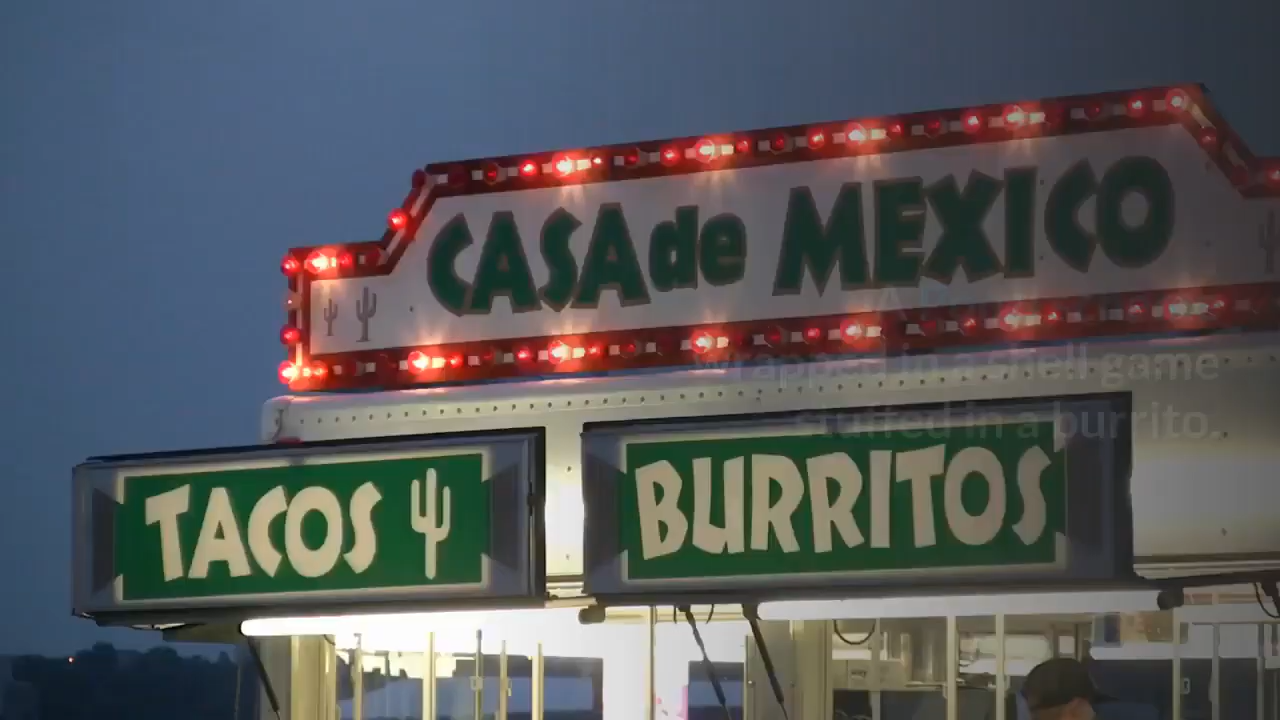 CASA de MEXICO
wrapped in a shell game
stuffed in a burrito.
TACOS
BURRITOS